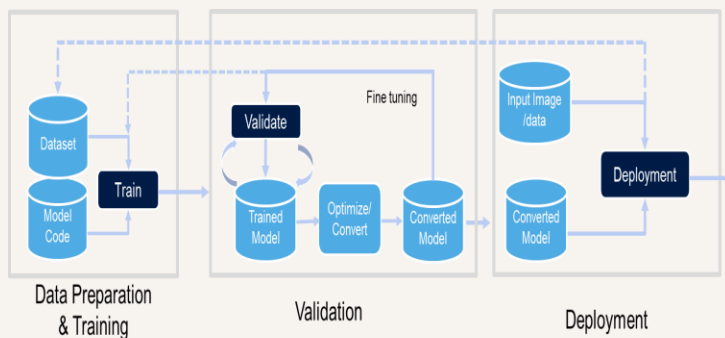 Dataset
Model
Code
Train
Data Preparation
& Training
Fine tuning
Validate
Trained
Model
Optimize/
Convert
Converted
Model
Validation
Input Image
/data
Converted
Model
Deployment
Deployment